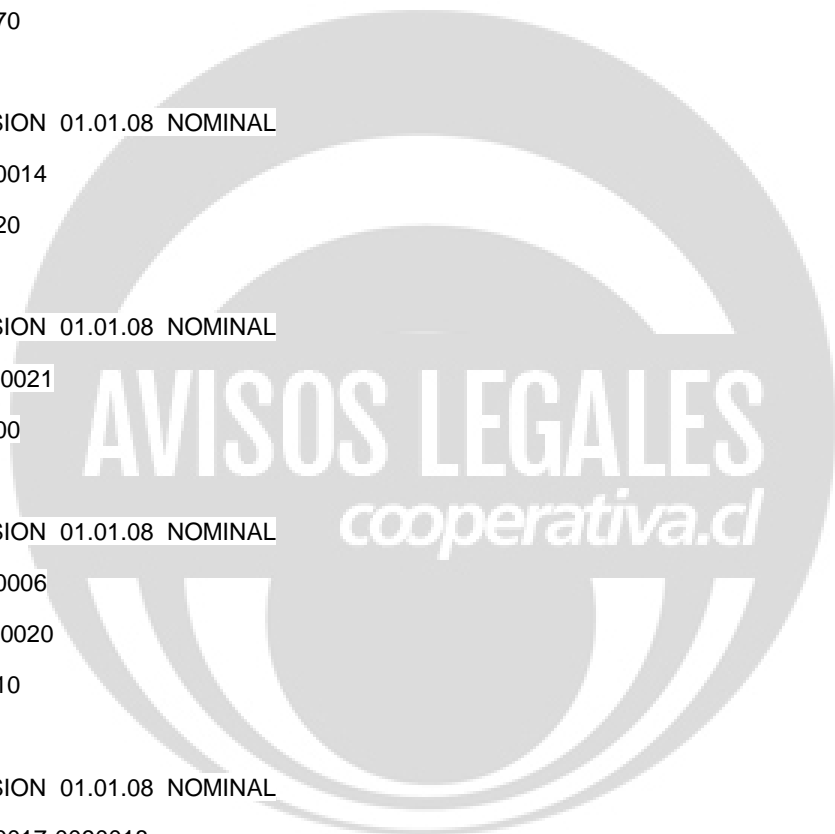 70
SION 01.01.08 NOMINAL
0014
20
SION 01.01.08 NOMINAL
0021
00
AVISOS LEGALES
cooperativa.cl
SION 01.01.08 NOMINAL
0006
0020
10
SION 01.01.08 NOMINAL